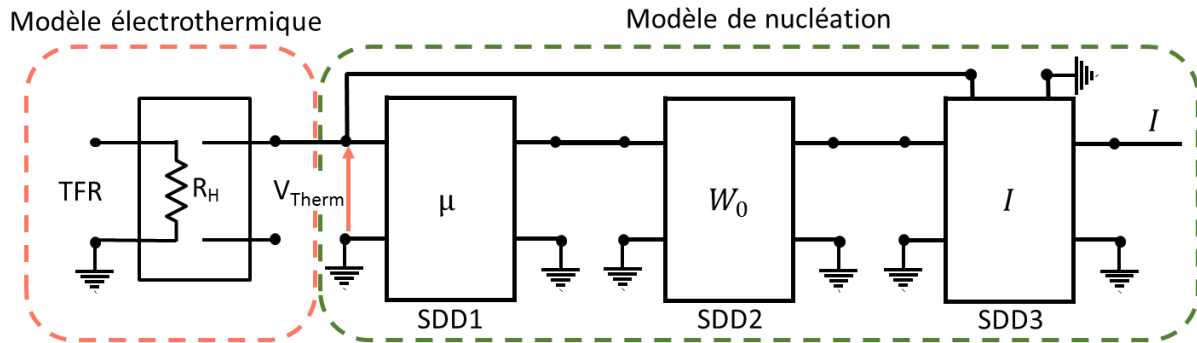 Modèle électrothermique
Modèle de nucléation
TFR
R_H
V_Therm
μ
W_0
I
I
SDD1
SDD2
SDD3